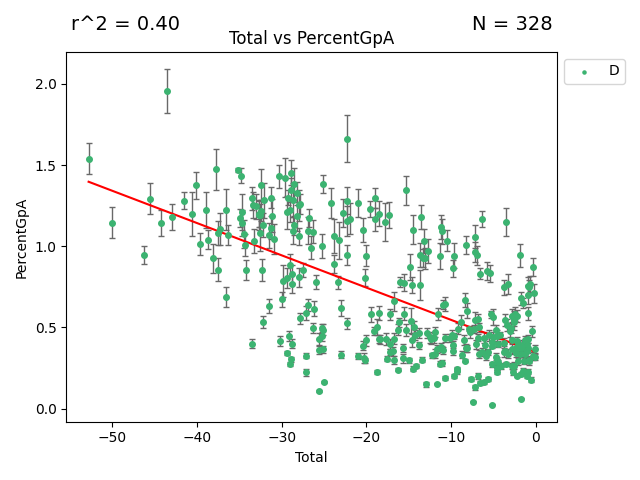 r^2 = 0.40
N = 328
Total vs PercentGpA
D
PercentGpA
2.0
1.5
1.0
0.5
0.0
−50
−40
−30
−20
−10
0
Total